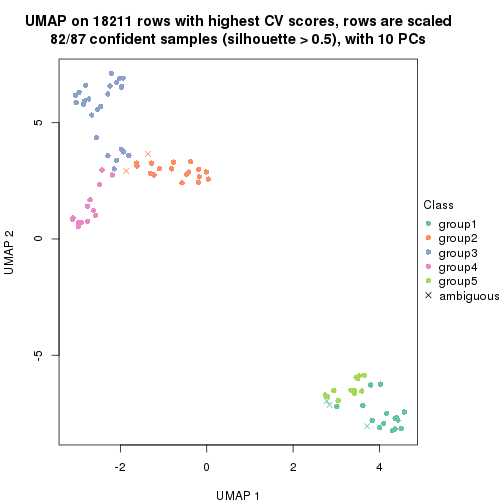 UMAP on 18211 rows with highest CV scores, rows are scaled
82/87 confident samples (silhouette > 0.5), with 10 PCs
5
0
-5
UMAP 2
-2
0
2
4
UMAP 1
Class
group1
group2
group3
group4
group5
ambiguous